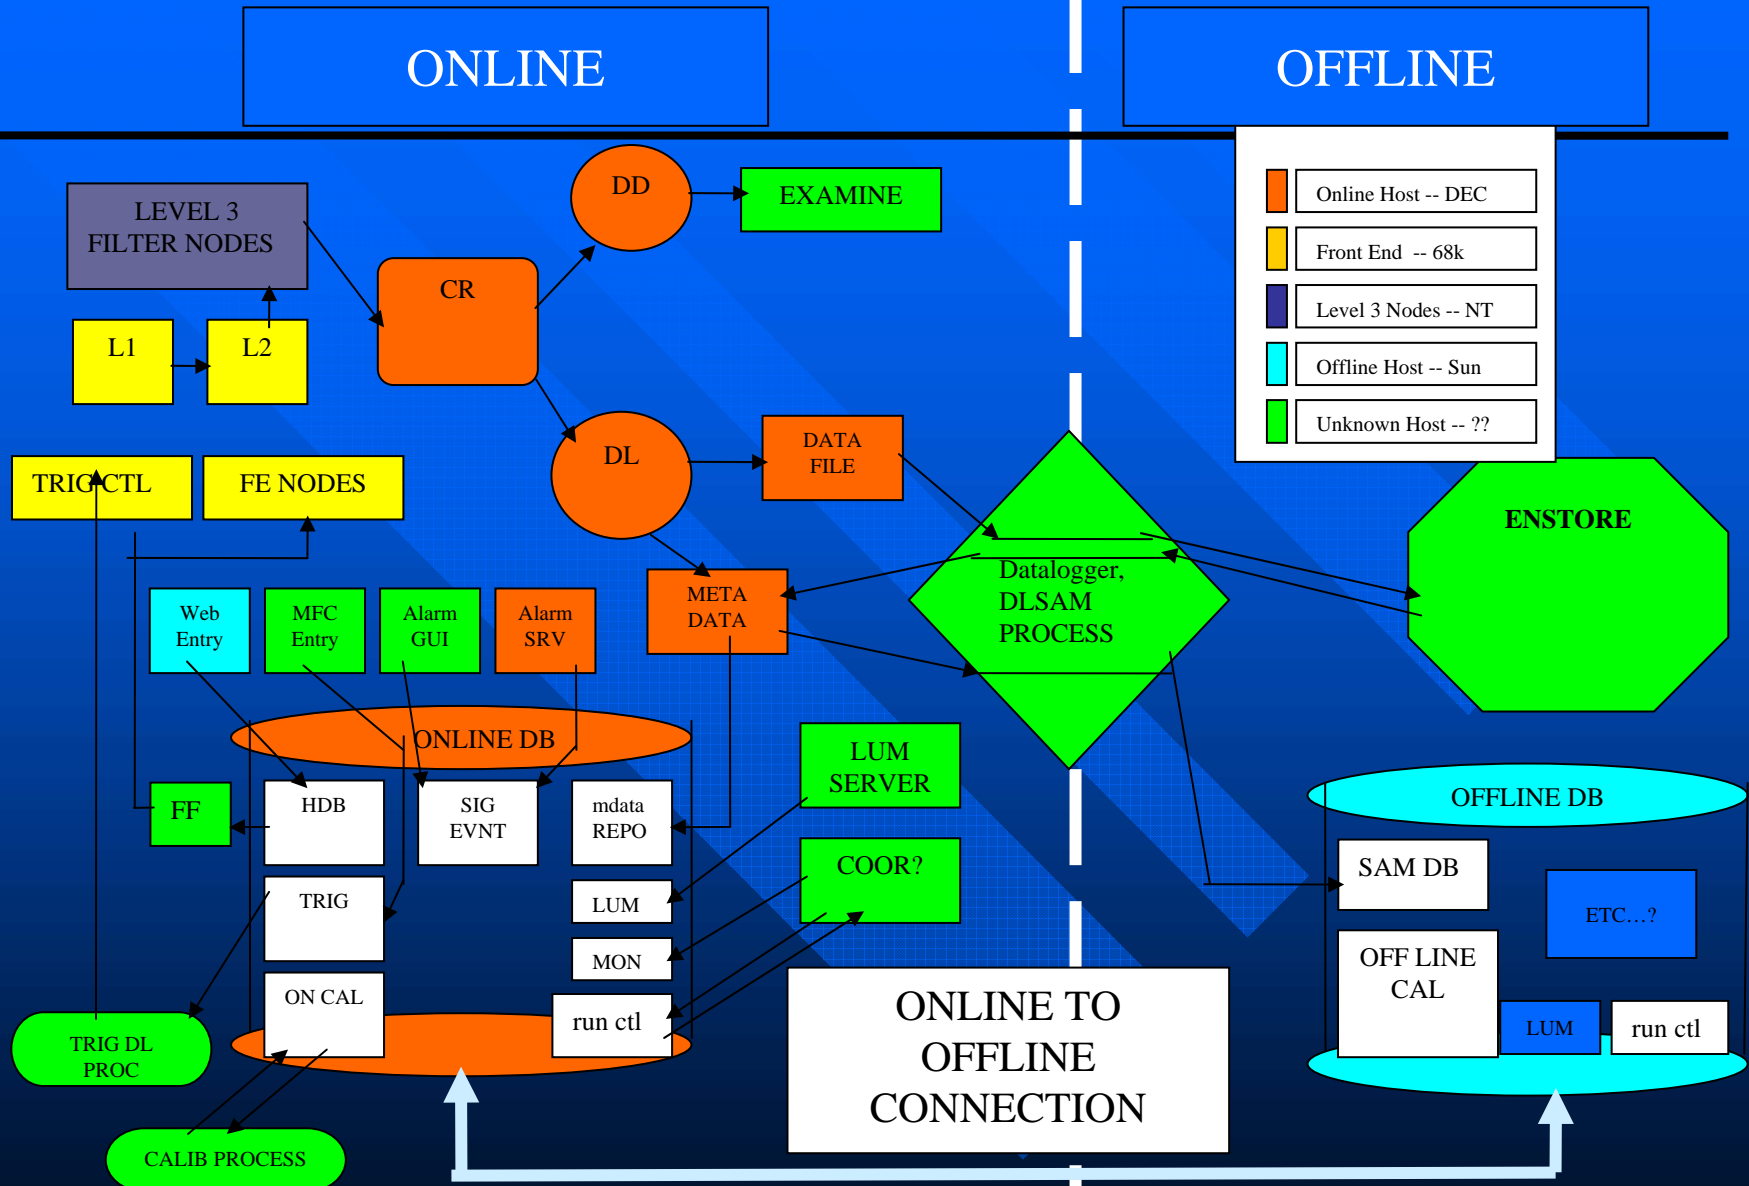 ONLINE
OFFLINE
LEVEL 3
FILTER NODES
DD
EXAMINE
Online Host -- DEC
Front End  -- 68k
Level 3 Nodes -- NT
Offline Host -- Sun
Unknown Host -- ??
CR
L1
L2
DL
DATA
FILE
TRIG CTL
FE NODES
ENSTORE
Datalogger,
DLSAM
PROCESS
META
DATA
Web
Entry
MFC
Entry
Alarm
GUI
Alarm
SRV
ONLINE DB
LUM
SERVER
OFFLINE DB
FF
HDB
SIG
EVNT
mdata
REPO
COOR?
SAM DB
TRIG
LUM
ETC…?
MON
OFF LINE
CAL
ON CAL
run ctl
LUM
run ctl
ONLINE TO
OFFLINE
CONNECTION
TRIG DL
PROC
CALIB PROCESS